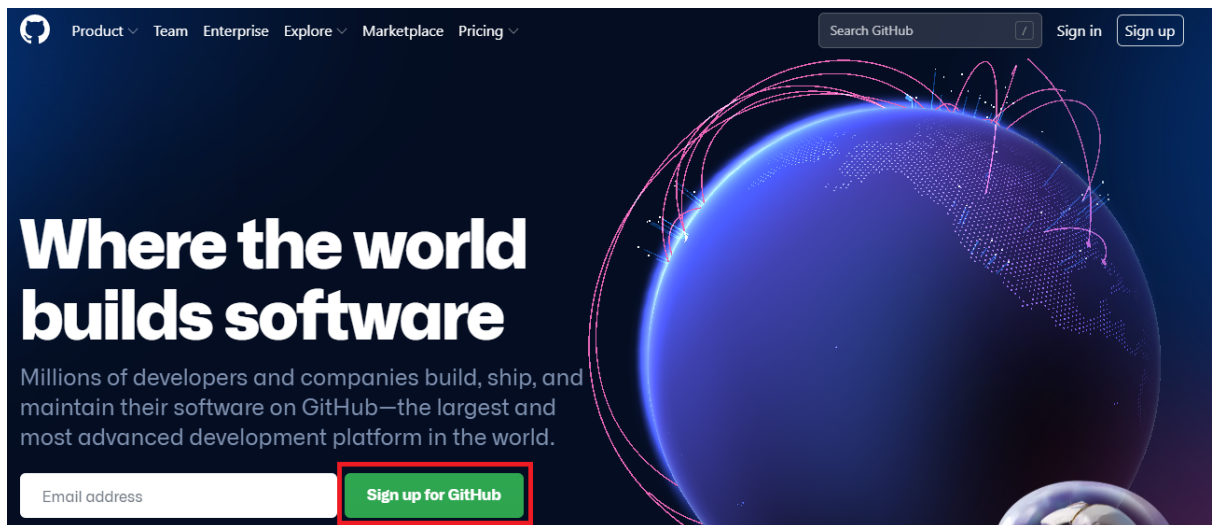 Product Team Enterprise Explore Marketplace Pricing Search GitHub / Sign in Sign up
Where the world
builds software
Millions of developers and companies build, ship, and
maintain their software on GitHub—the largest and
most advanced development platform in the world.
Email address Sign up for GitHub